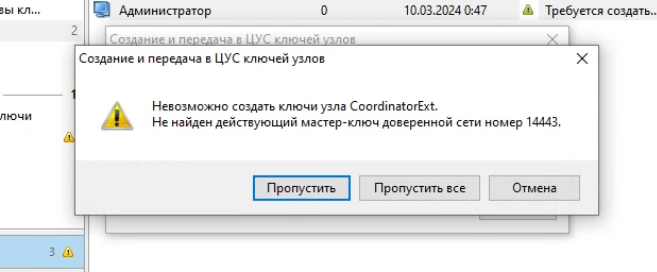 вы кл...
Администратор 0 10.03.2024 0:47 Требуется создать...
2
Создание и передача в ЦУС ключей узлов
Создание и передача в ЦУС ключей узлов
1
лючи
Невозможно создать ключи узла CoordinatorExt.
Не найден действующий мастер-ключ доверенной сети номер 14443.
Пропустить Пропустить все Отмена
3